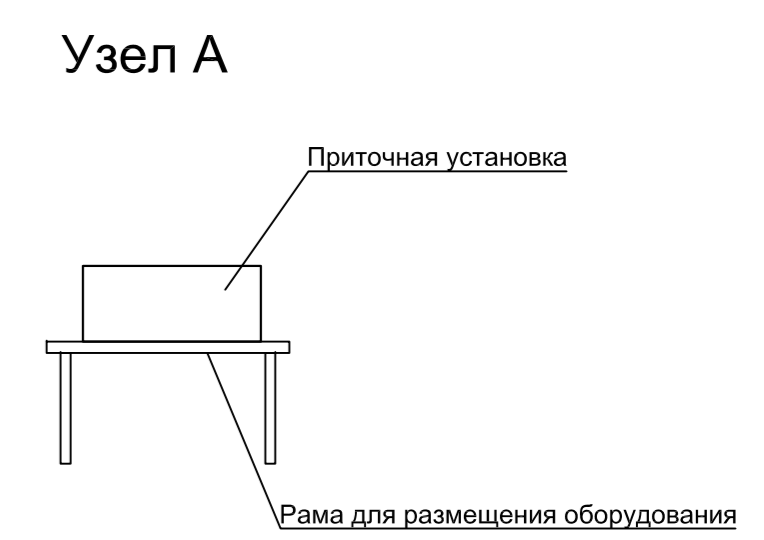 Узел А
Приточная установка
Рама для размещения оборудования